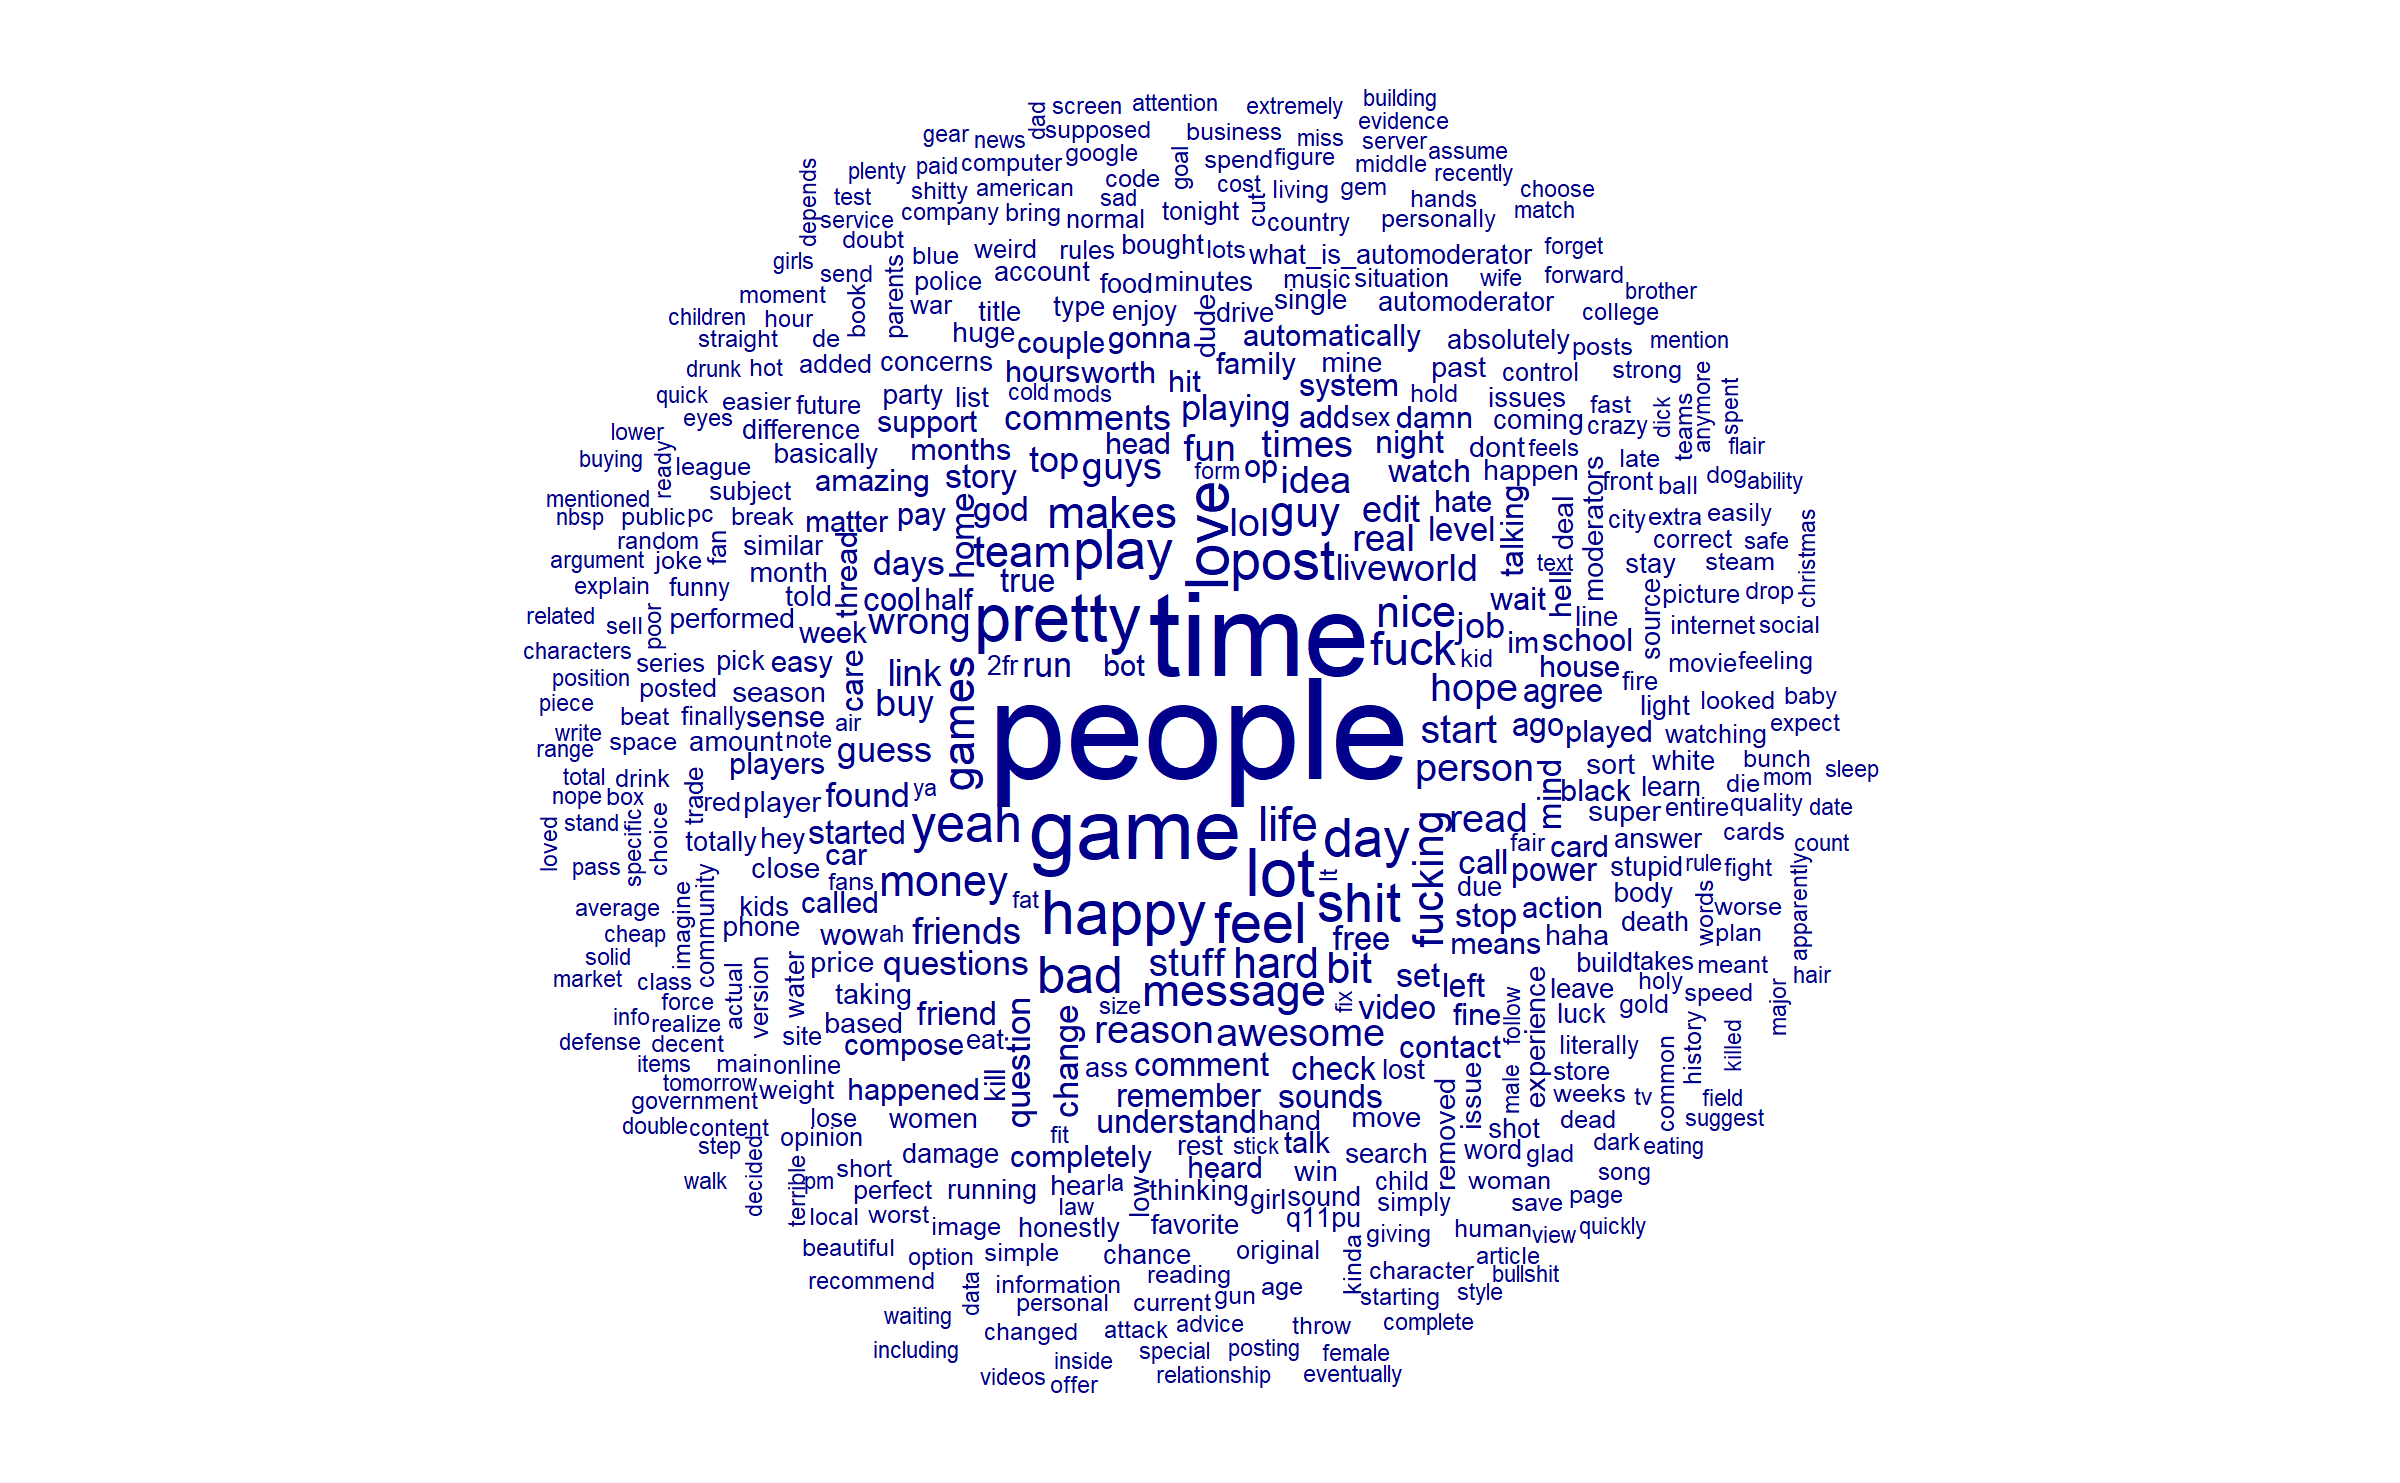 building
dad screen attention extremely
evidence
gear news supposed business miss server
plenty paid computer google goal spend figure middle assume
recently
depends test shitty american code sad cost cut living gem hands choose
service company bring normal tonight country personally match
doubt
girls send blue weird rules bought lots what_is_automoderator forget
moment book parents police account food minutes music situation wife forward
brother
children hour war title type enjoy dude drive single automoderator college
straight de huge couple gonna automatically absolutely posts mention
drunk hot added concerns hours worth hit family mine past control strong anymore
quick easier future party list cold mods system hold issues fast dick teams spent
eyes
lower difference support comments playing add sex damn coming crazy flair
buying ready league basically months head fun times night dont feels late
mentioned subject amazing story top guys form op idea watch happen moderators front ball dog ability
nbsp public pc break matter pay home god makes love lol guy edit hate talking deal city extra easily
random fan similar thread days team play post real level correct safe christmas
argument joke month true live world text stay steam
explain funny told cool half pretty time nice wait hell line source picture drop
related sell poor performed week wrong fuck job im school internet social
characters series pick easy care link games 2fr run bot kid house movie feeling
position posted season buy people hope agree fire light looked baby
piece
write beat finally sense air start ago played watching expect
range space amount note guess
total drink trade players person mind sort white bunch sleep
nope box red player found ya black learn die mom
loved stand specific choice totally hey started yeah game life day fucking read super entire quality date
pass close car fair card answer cards count
average imagine community kids called fans money fat lot lt shit call power stupid rule fight apparently
cheap phone wow ah friends happy feel free due stop action body death words worse
solid means haha plan
market class price questions bad stuff hard bit set left experience build takes meant hair
info force actual version water taking friend question change size message fix video fine follow leave holy speed major
realize luck gold
defense decent site based compose eat reason awesome contact literally history killed
items main online kill ass comment check lost store common
tomorrow weight happened remember sounds removed issue male weeks tv field
government lose women understand hand move shot dead suggest
double content
step decided opinion damage completely fit rest stick talk search word glad dark eating
walk terrible pm short perfect running hear la low heard win child woman song
thinking girl sound simply save page
local worst image honestly law favorite q11pu giving human view quickly
beautiful option simple chance original kinda article
recommend data information reading age character bullshit
personal current gun starting style
waiting changed attack advice throw complete
including inside special posting female
videos offer relationship eventually